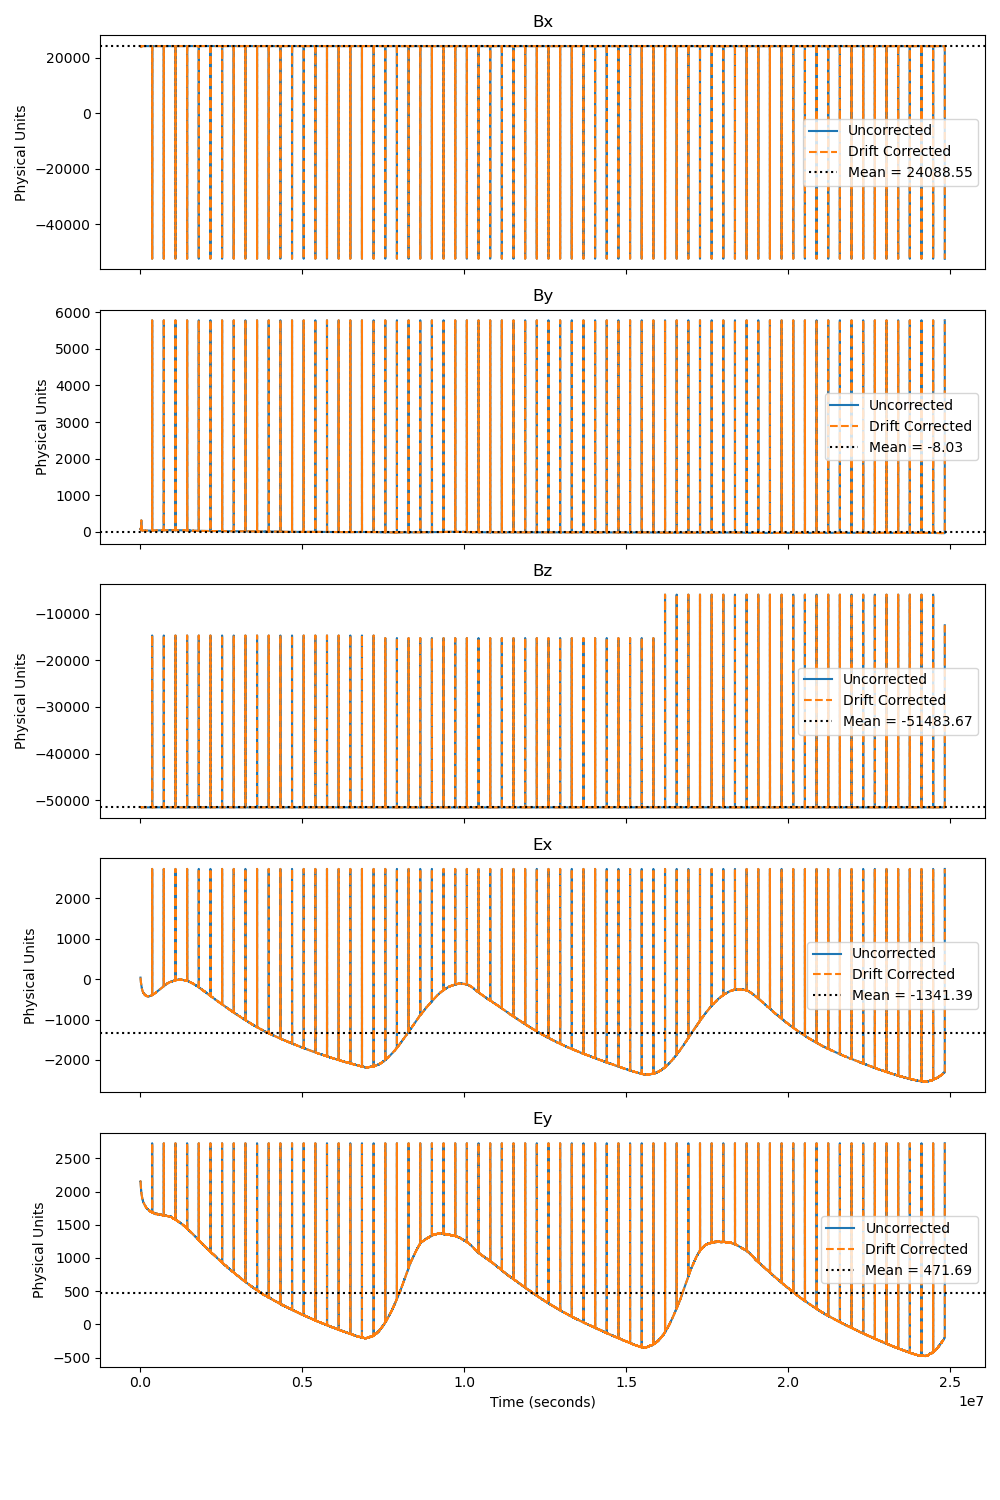 Bx
Physical Units
20000
0
−20000
−40000
Uncorrected
Drift Corrected
Mean = 24088.55
By
Physical Units
6000
5000
4000
3000
2000
1000
0
Uncorrected
Drift Corrected
Mean = -8.03
Bz
Physical Units
−10000
−20000
−30000
−40000
−50000
Uncorrected
Drift Corrected
Mean = -51483.67
Ex
Physical Units
2000
1000
0
−1000
−2000
Uncorrected
Drift Corrected
Mean = -1341.39
Ey
Physical Units
2500
2000
1500
1000
500
0
−500
Uncorrected
Drift Corrected
Mean = 471.69
0.0 0.5 1.0 1.5 2.0 2.5
Time (seconds)
1e7